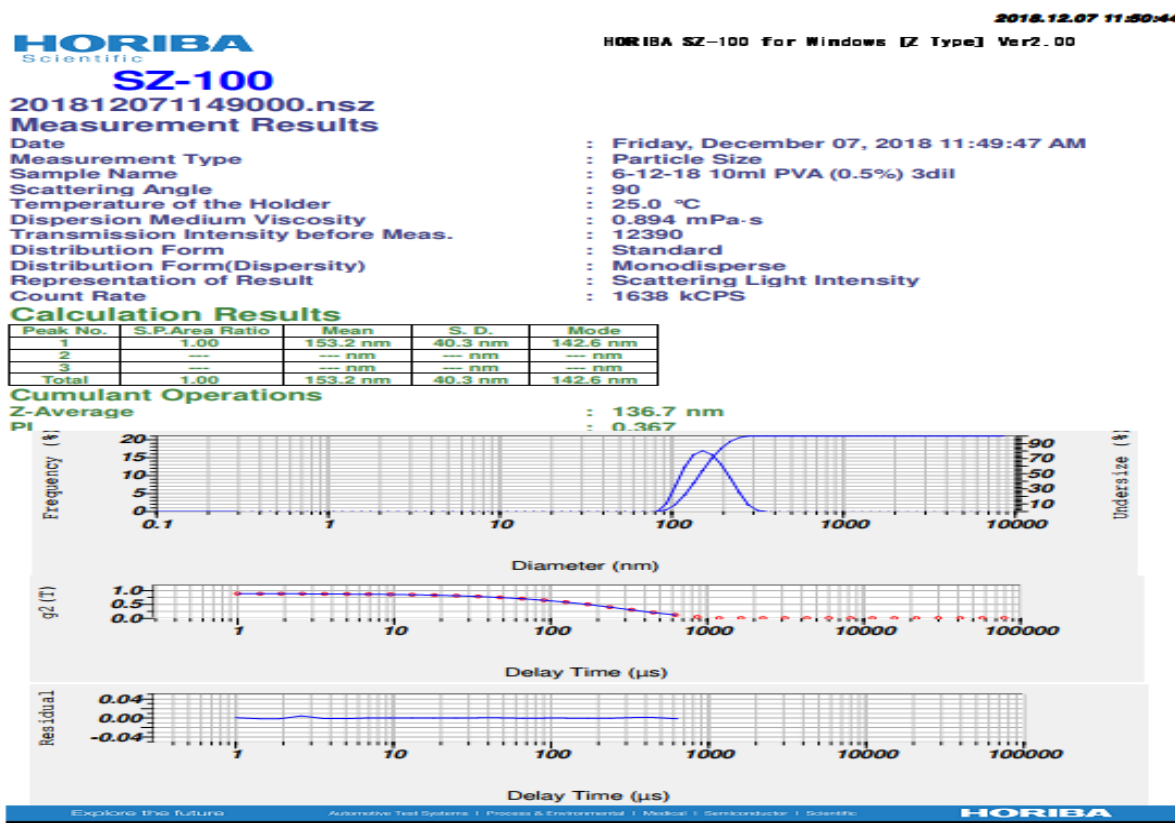 2018.12.07 11:50:44
HORIBA
Scientific
HORIBA SZ-100 for Windows [Z Type] Ver2.00
SZ-100
201812071149000.nsz
Measurement Results
Date : Friday, December 07, 2018 11:49:47 AM
Measurement Type : Particle Size
Sample Name : 6-12-18 10ml PVA (0.5%) 3dil
Scattering Angle : 90
Temperature of the Holder : 25.0 °C
Dispersion Medium Viscosity : 0.894 mPa·s
Transmission Intensity before Meas. : 12390
Distribution Form : Standard
Distribution Form(Dispersity) : Monodisperse
Representation of Result : Scattering Light Intensity
Count Rate : 1638 kCPS
Calculation Results
Peak No. S.P.Area Ratio Mean S. D. Mode
1 1.00 153.2 nm 40.3 nm 142.6 nm
2 --- --- nm --- nm --- nm
3 --- --- nm --- nm --- nm
Total 1.00 153.2 nm 40.3 nm 142.6 nm
Cumulant Operations
Z-Average : 136.7 nm
PI : 0.367
Frequency (%)
20
15
10
5
0
90
70
50
30
10
Undersize (%)
0.1 1 10 100 1000 10000
Diameter (nm)
g2 (T)
1.0
0.5
0.0
1 10 100 1000 10000 100000
Delay Time (µs)
Residual
0.04
0.00
-0.04
1 10 100 1000 10000 100000
Delay Time (µs)
Explore the future
Automotive Test Systems | Process & Environmental | Medical | Semiconductor | Scientific
HORIBA